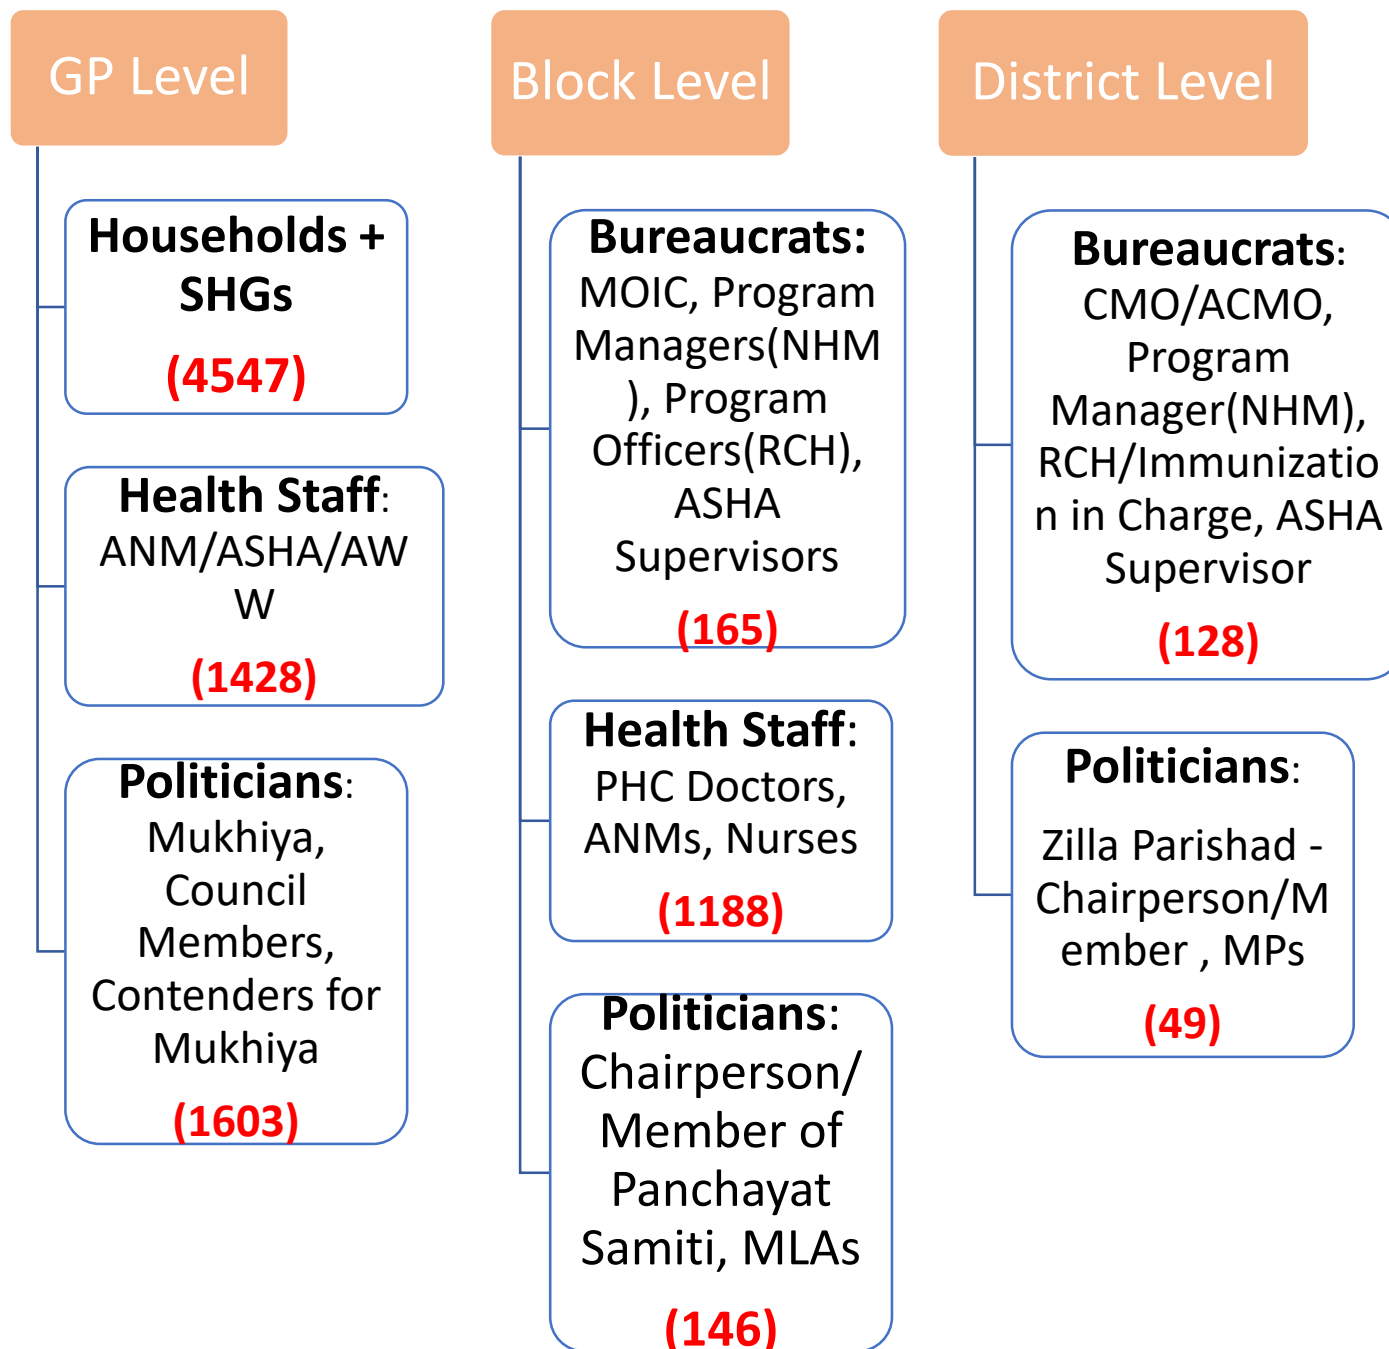 GP Level
Households +
SHGs
(4547)
Health Staff:
ANM/ASHA/AW
W
(1428)
Politicians:
Mukhiya,
Council
Members,
Contenders for
Mukhiya
(1603)
Block Level
Bureaucrats:
MOIC, Program
Managers(NHM
), Program
Officers(RCH),
ASHA
Supervisors
(165)
Health Staff:
PHC Doctors,
ANMs, Nurses
(1188)
Politicians:
Chairperson/
Member of
Panchayat
Samiti, MLAs
(146)
District Level
Bureaucrats:
CMO/ACMO,
Program
Manager(NHM),
RCH/Immunizatio
n in Charge, ASHA
Supervisor
(128)
Politicians:
Zilla Parishad -
Chairperson/M
ember , MPs
(49)